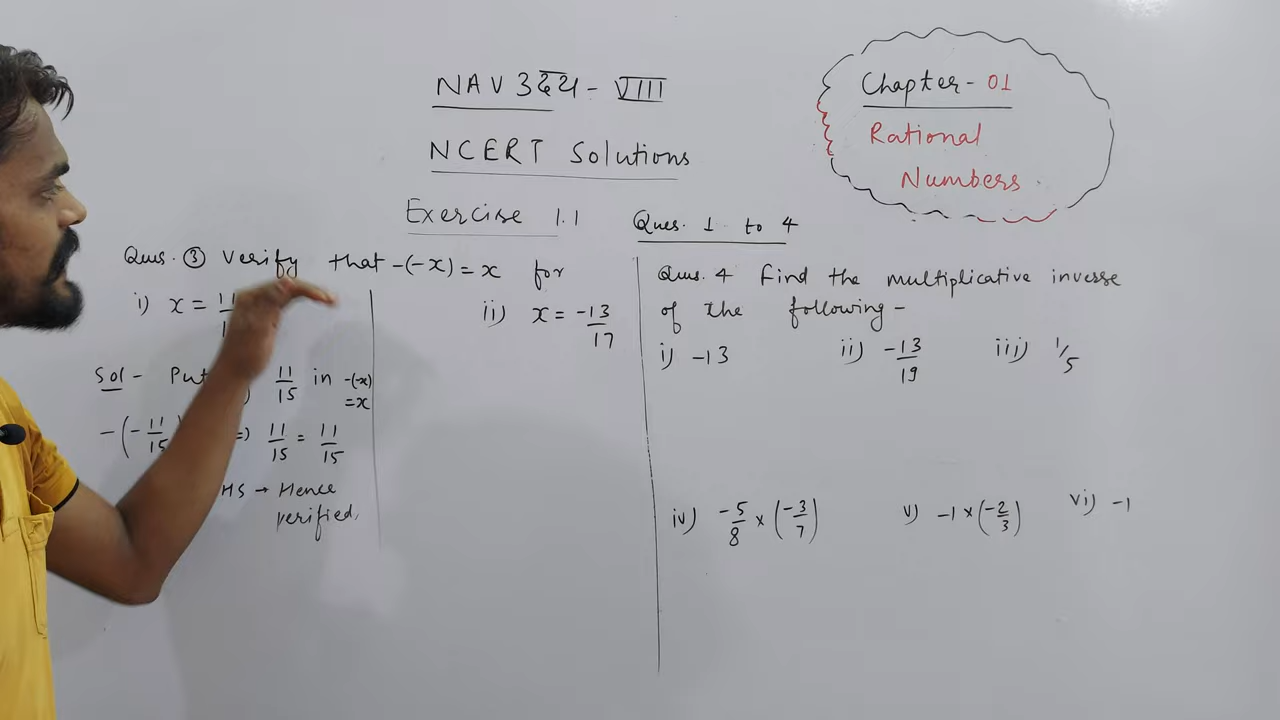 NAV उदय - VIII
NCERT Solutions
Chapter - 01
Rational
Numbers
Exercise 1.1 Ques. 1 to 4
Ques. ③ Verify that -(-x) = x for
i) x = 11
ii) x = -13/17
Sol - Put 11/15 in -(-x) = x
-(-11/15) => 11/15 = 11/15
HS → Hence
verified.
Ques. 4 Find the multiplicative inverse
of the following -
i) -13 ii) -13/19 iii) 1/5
iv) -5/8 × (-3/7) v) -1 × (-2/3) vi) -1